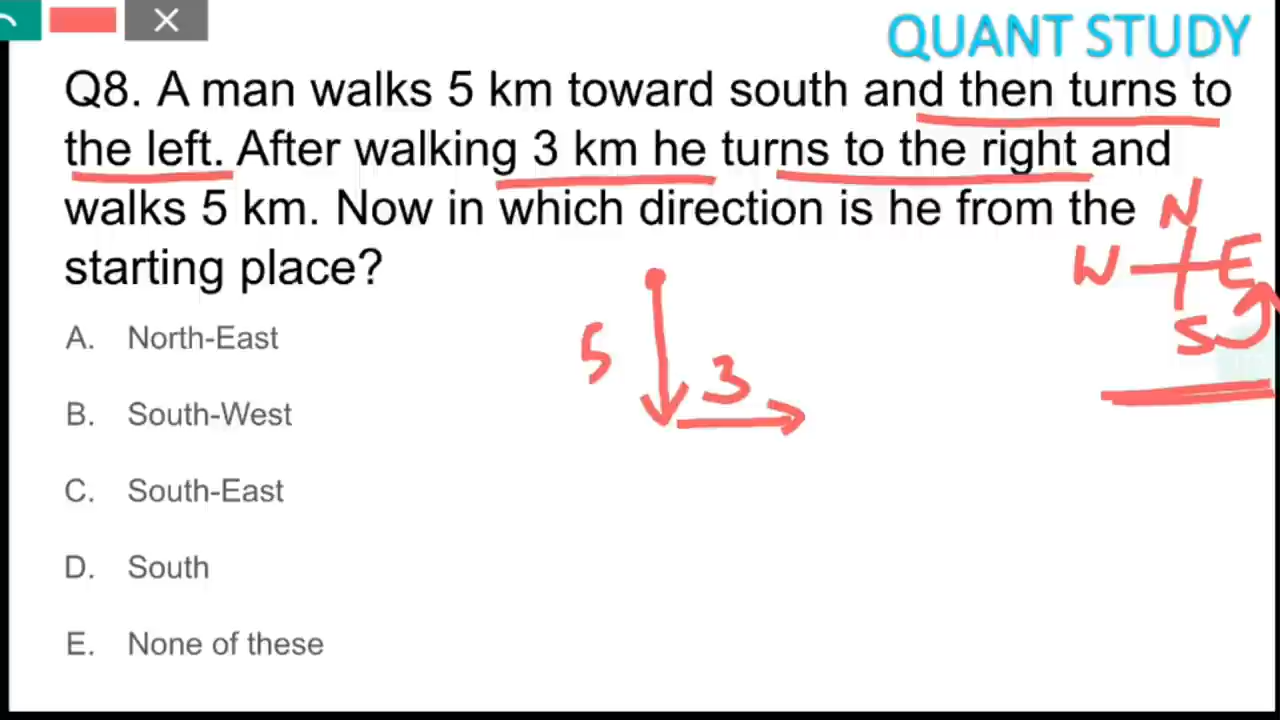 QUANT STUDY
Q8. A man walks 5 km toward south and then turns to
the left. After walking 3 km he turns to the right and
walks 5 km. Now in which direction is he from the
starting place?
N
W E
S
A. North-East
5
3
B. South-West
C. South-East
D. South
E. None of these